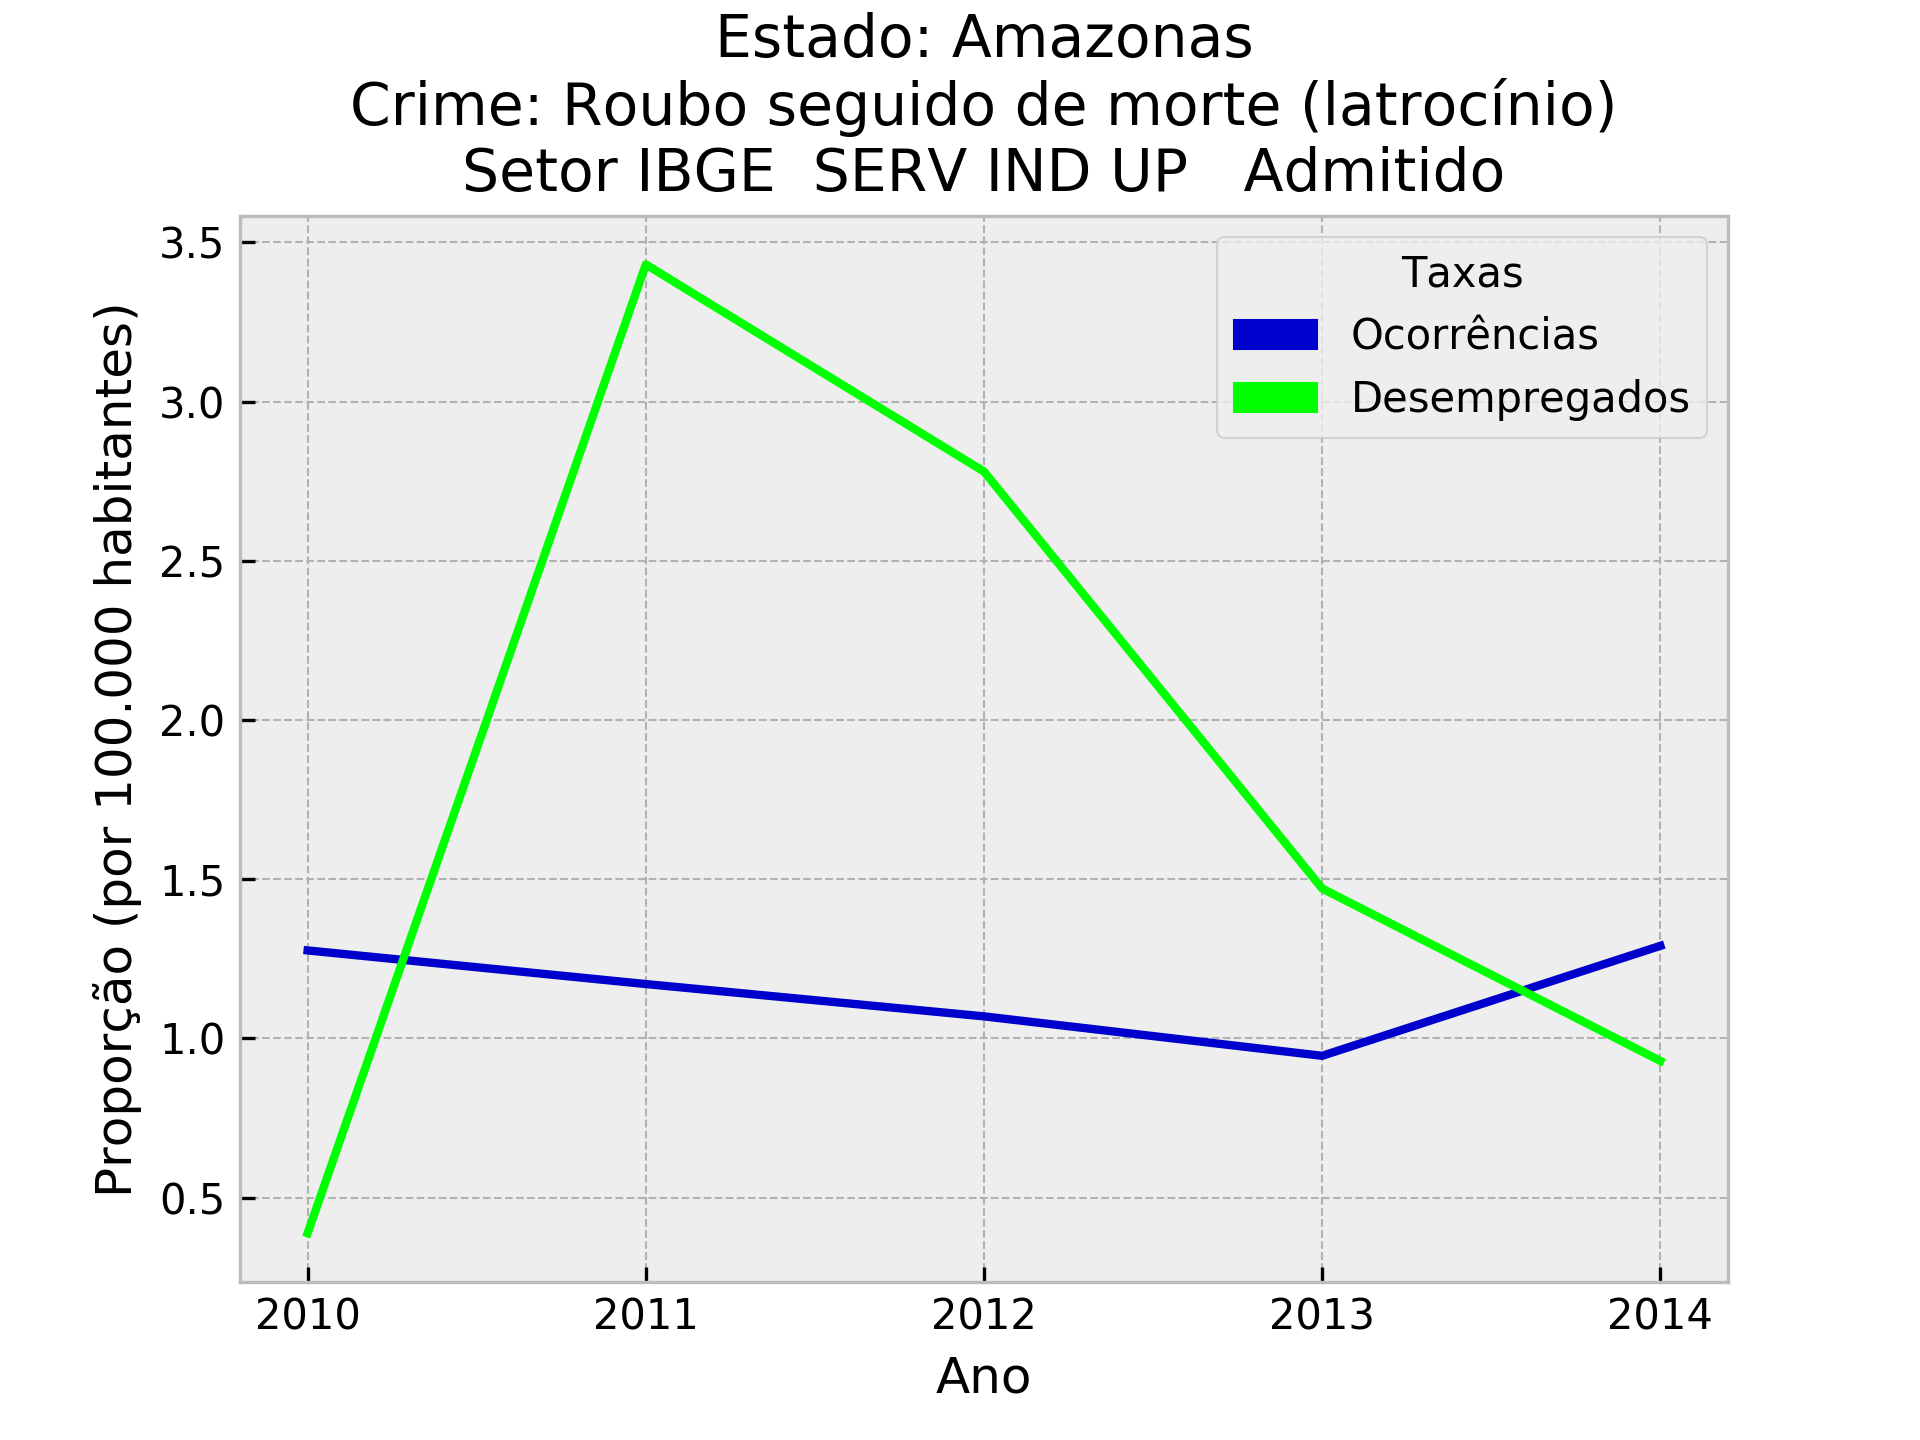 Estado: Amazonas
Crime: Roubo seguido de morte (latrocínio)
Setor IBGE  SERV IND UP   Admitido
Proporção (por 100.000 habitantes)
3.5
3.0
2.5
2.0
1.5
1.0
0.5
Taxas
Ocorrências
Desempregados
2010 2011 2012 2013 2014
Ano